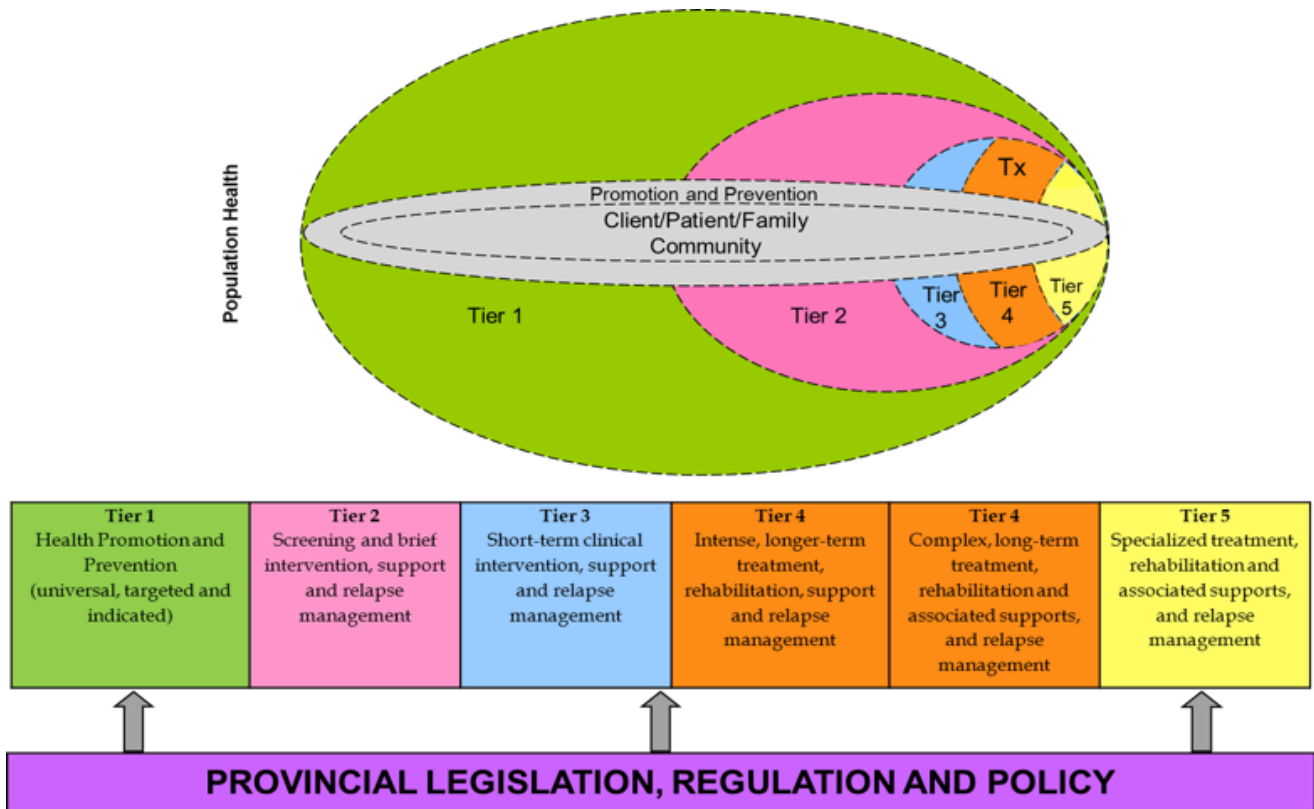 Population Health
Tx
Promotion and Prevention
Client/Patient/Family
Community
Tier 1
Tier 2
Tier
3
Tier
4
Tier
5
Tier 1
Health Promotion and
Prevention
(universal, targeted and
indicated)
Tier 2
Screening and brief
intervention, support
and relapse
management
Tier 3
Short-term clinical
intervention, support
and relapse
management
Tier 4
Intense, longer-term
treatment,
rehabilitation, support
and relapse
management
Tier 4
Complex, long-term
treatment,
rehabilitation and
associated supports,
and relapse
management
Tier 5
Specialized treatment,
rehabilitation and
associated supports,
and relapse
management
PROVINCIAL LEGISLATION, REGULATION AND POLICY